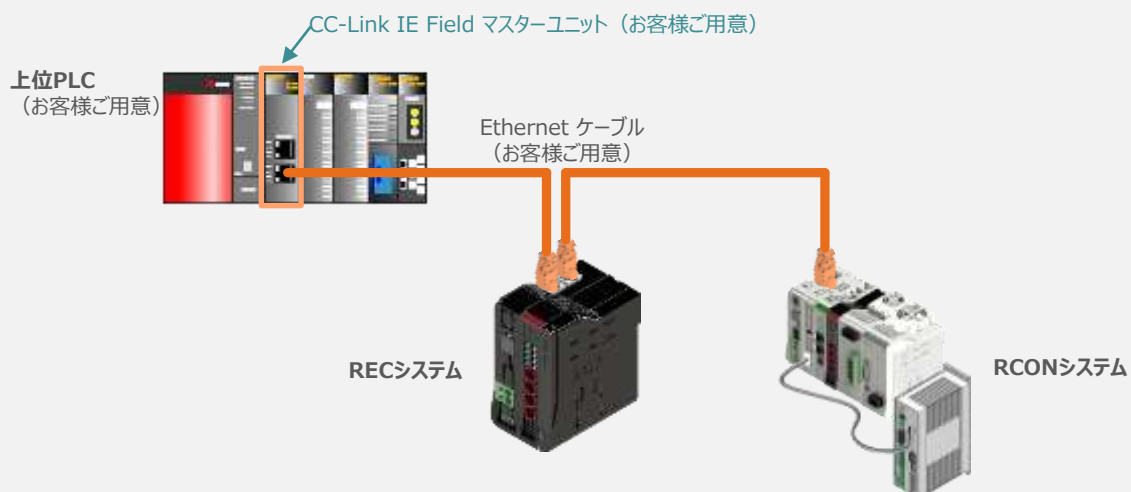 CC-Link IE Field マスターユニット（お客様ご用意）
上位PLC
（お客様ご用意）
Ethernet ケーブル
（お客様ご用意）
RECシステム
RCONシステム